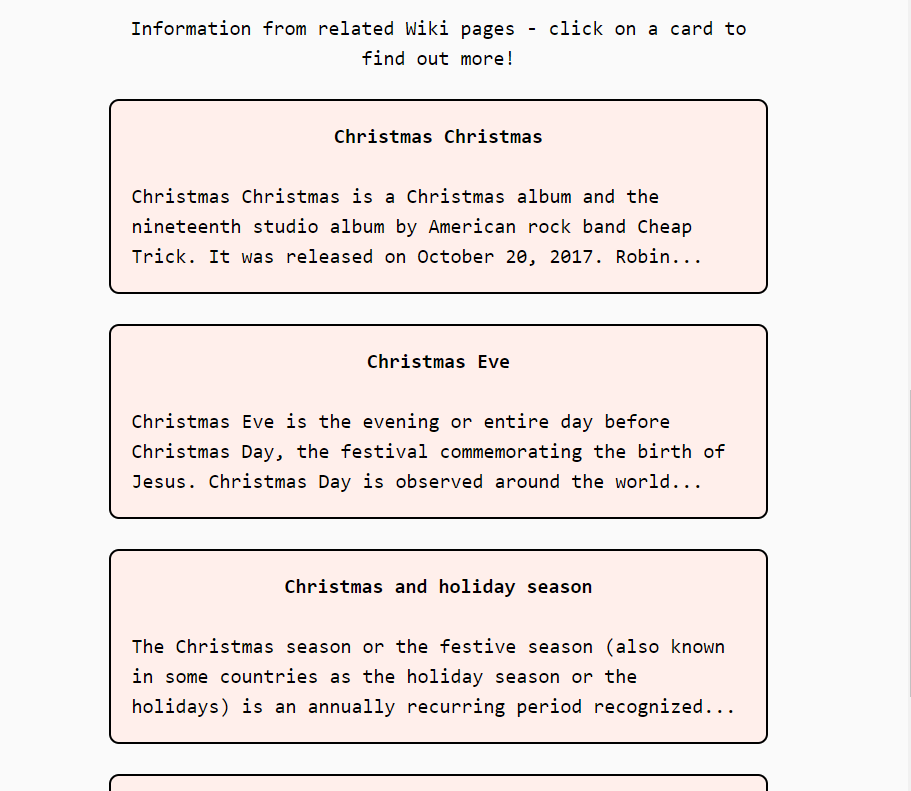 Information from related Wiki pages - click on a card to
find out more!
Christmas Christmas
Christmas Christmas is a Christmas album and the
nineteenth studio album by American rock band Cheap
Trick. It was released on October 20, 2017. Robin...
Christmas Eve
Christmas Eve is the evening or entire day before
Christmas Day, the festival commemorating the birth of
Jesus. Christmas Day is observed around the world...
Christmas and holiday season
The Christmas season or the festive season (also known
in some countries as the holiday season or the
holidays) is an annually recurring period recognized...